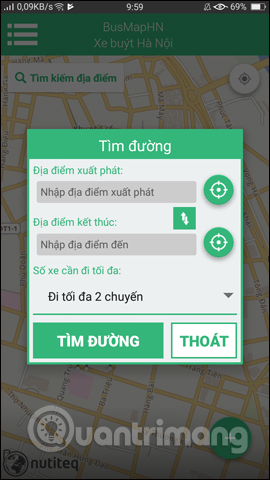 0,09KB/s 9:59 69%
BusMapHN
Xe buýt Hà Nội
Tìm kiếm địa điểm
Tìm đường
Địa điểm xuất phát:
Nhập địa điểm xuất phát
Địa điểm kết thúc:
Nhập địa điểm đến
Số xe cần đi tối đa:
Đi tối đa 2 chuyến
TÌM ĐƯỜNG THOÁT
Quantrimang
nutiteq